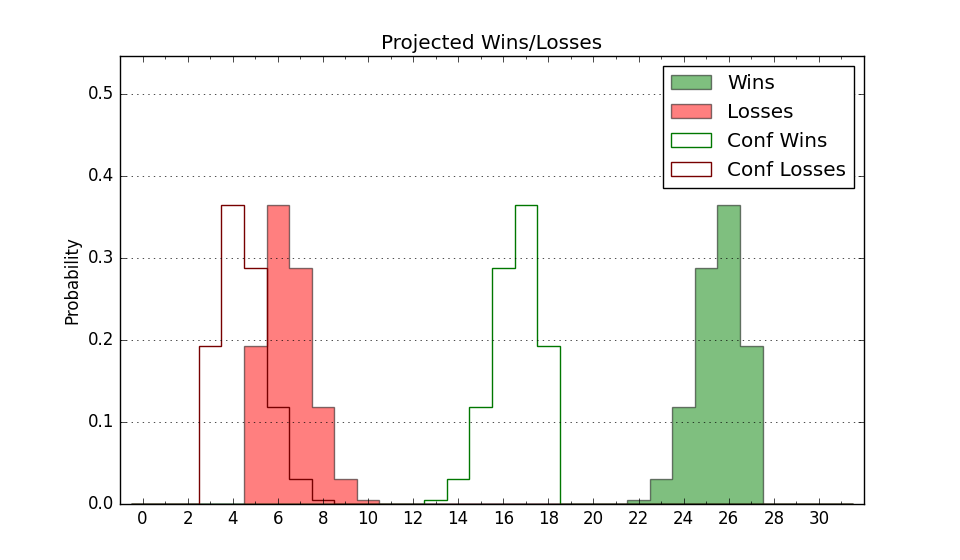 Projected Wins/Losses
Wins
Losses
Conf Wins
Conf Losses
Probability
0.5
0.4
0.3
0.2
0.1
0.0
0 2 4 6 8 10 12 14 16 18 20 22 24 26 28 30